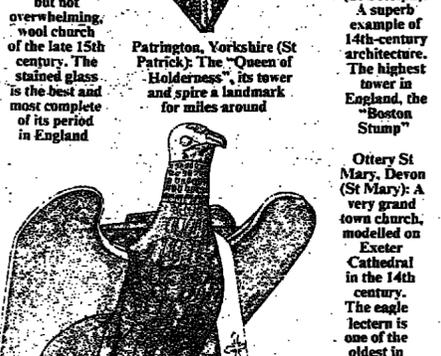 but not
overwhelming,
wool church
of the late 15th
century. The
stained glass
is the best and
most complete
of its period
in England
Patrington, Yorkshire (St
Patrick): The "Queen of
Holderness", its tower
and spire a landmark
for miles around
A superb
example of
14th-century
architecture.
The highest
tower in
England, the
"Boston
Stump"
Ottery St
Mary, Devon
(St Mary): A
very grand
town church,
modelled on
Exeter
Cathedral
in the 14th
century.
The eagle
lectern is
one of the
oldest in